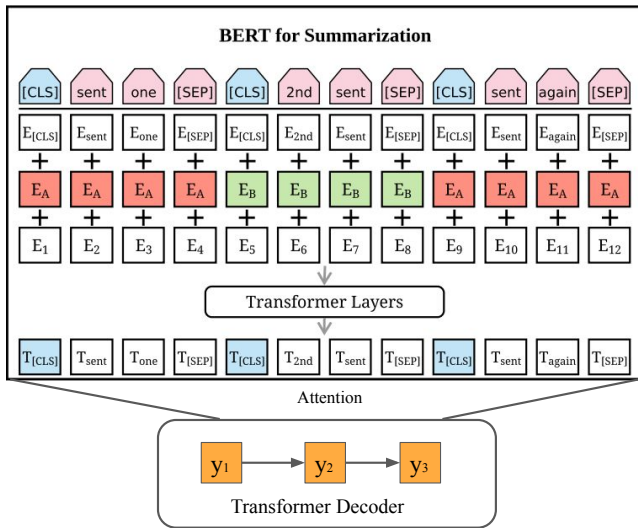 BERT for Summarization
[CLS] sent one [SEP] [CLS] 2nd sent [SEP] [CLS] sent again [SEP]
E[CLS] Esent Eone E[SEP] E[CLS] E2nd Esent E[SEP] E[CLS] Esent Eagain E[SEP]
+ + + + + + + + + + + +
EA EA EA EA EB EB EB EB EA EA EA EA
+ + + + + + + + + + + +
E1 E2 E3 E4 E5 E6 E7 E8 E9 E10 E11 E12
Transformer Layers
T[CLS] Tsent Tone T[SEP] T[CLS] T2nd Tsent T[SEP] T[CLS] Tsent Tagain T[SEP]
Attention
y1 y2 y3
Transformer Decoder